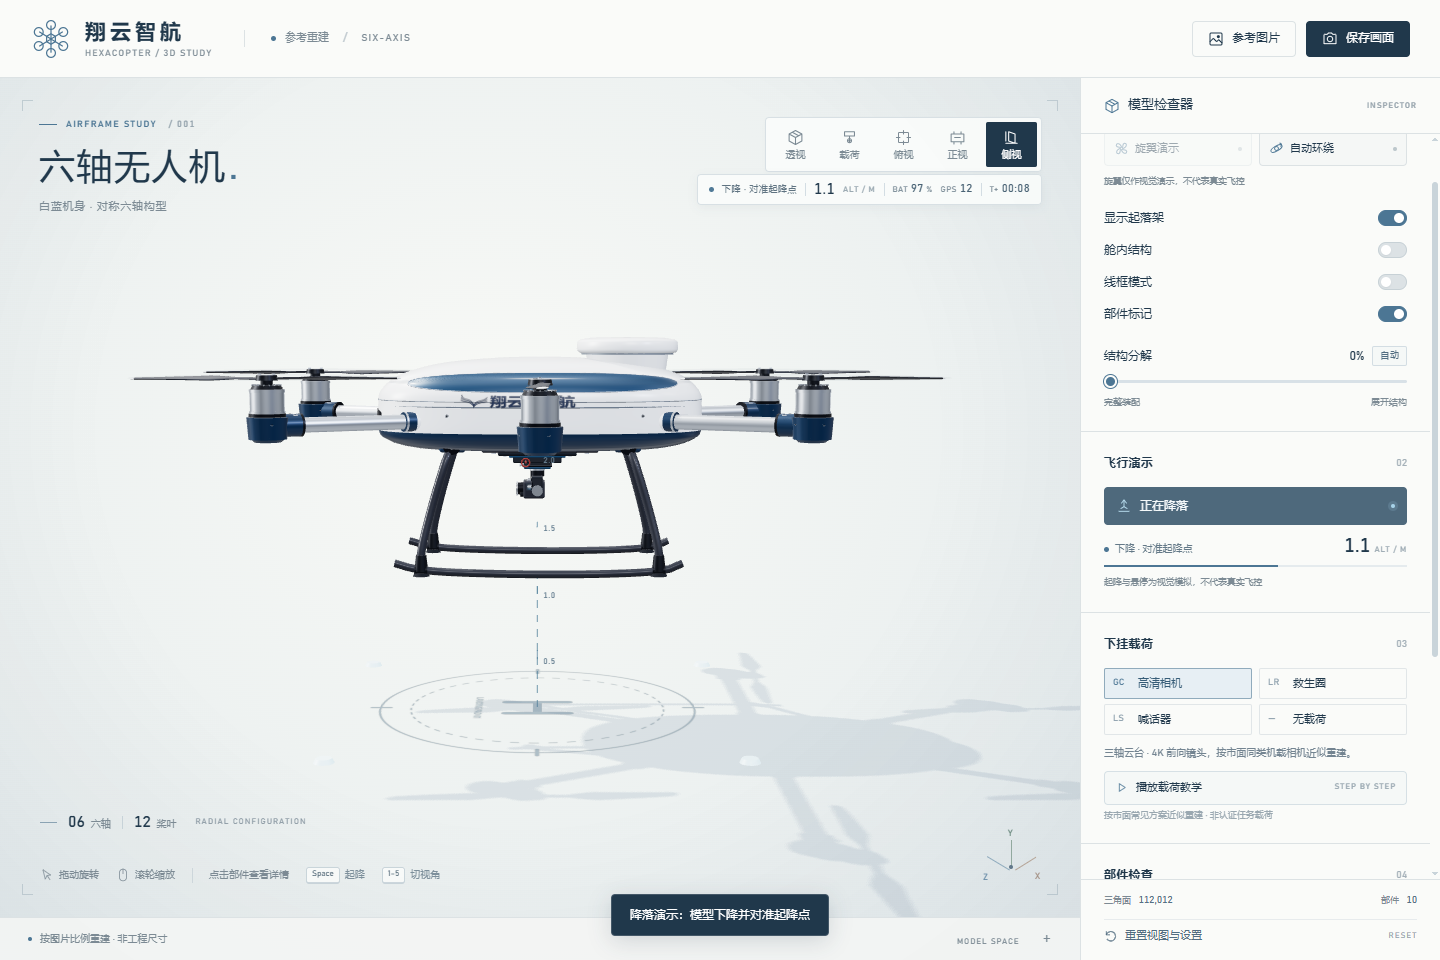 翔云智航
HEXACOPTER / 3D STUDY
参考重建 / SIX-AXIS
参考图片
保存画面
AIRFRAME STUDY / 001
六轴无人机.
白蓝机身 · 对称六轴构型
透视
载荷
俯视
正视
侧视
下降 · 对准起降点 1.1 ALT / M BAT 97 % GPS 12 T+ 00:08
翔云 航
2.0
1.5
1.0
0.5
06 六轴 12 桨叶 RADIAL CONFIGURATION
拖动旋转 滚轮缩放 点击部件查看详情 Space 起降 1–5 切视角
Y
Z
X
降落演示：模型下降并对准起降点
按图片比例重建 · 非工程尺寸
MODEL SPACE +
模型检查器 INSPECTOR
旋翼演示
自动环绕
旋翼仅作视觉演示，不代表真实飞控
显示起落架
舱内结构
线框模式
部件标记
结构分解 0% 自动
完整装配 展开结构
飞行演示 02
正在降落
下降 · 对准起降点 1.1 ALT / M
起降与悬停为视觉模拟，不代表真实飞控
下挂载荷 03
GC 高清相机
LR 救生圈
LS 喊话器
— 无载荷
三轴云台 · 4K 前向镜头，按市面同类机载相机近似重建。
播放载荷教学 STEP BY STEP
按市面常见方案近似重建 · 非认证任务载荷
部件检查 04
三角面 112,012 部件 10
重置视图与设置 RESET